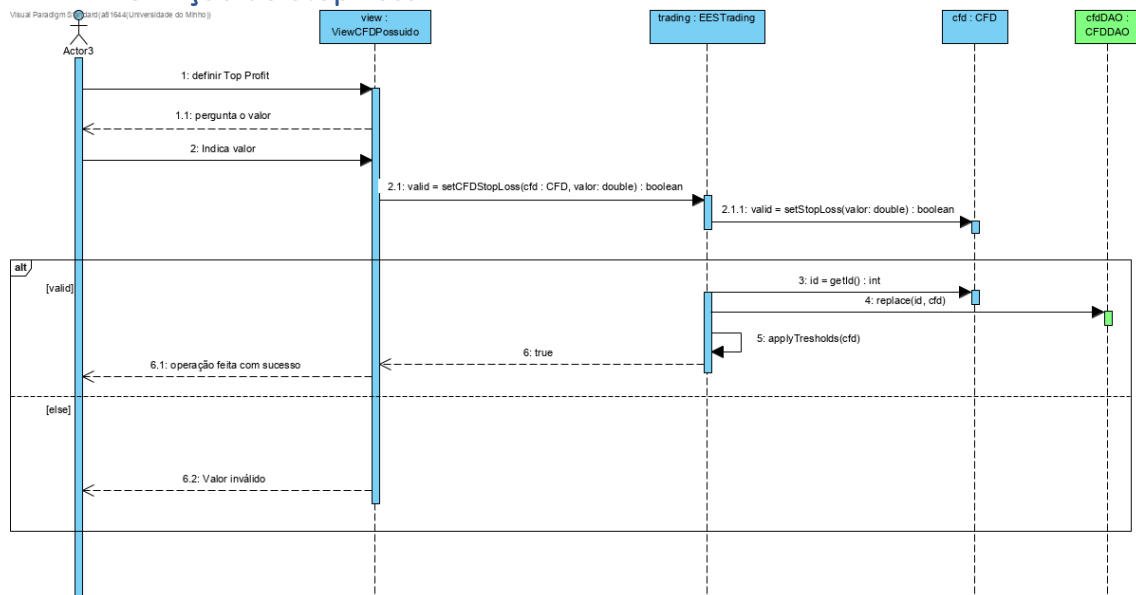 Visual Paradigm Standard(a81644(Universidade do Minho))
Actor3
view :
ViewCFDPossuido
trading : EESTrading
cfd : CFD
cfdDAO :
CFDDAO
1: definir Top Profit
1.1: pergunta o valor
2: Indica valor
2.1: valid = setCFDStopLoss(cfd : CFD, valor: double) : boolean
2.1.1: valid = setStopLoss(valor: double) : boolean
alt
[valid]
3: id = getId() : int
4: replace(id, cfd)
5: applyTresholds(cfd)
6: true
6.1: operação feita com sucesso
[else]
6.2: Valor inválido